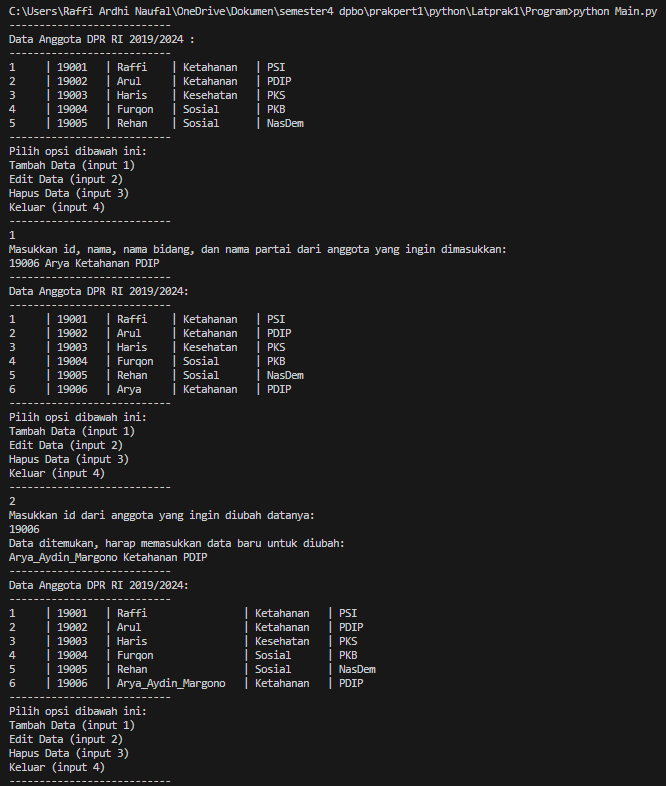 C:\Users\Raffi Ardhi Naufal\OneDrive\Dokumen\semester4 dpbo\prakpert1\python\Latprak1\Program>python Main.py
---------------------------
Data Anggota DPR RI 2019/2024 :
---------------------------
1     | 19001   | Raffi    | Ketahanan   | PSI
2     | 19002   | Arul     | Ketahanan   | PDIP
3     | 19003   | Haris    | Kesehatan   | PKS
4     | 19004   | Furqon   | Sosial      | PKB
5     | 19005   | Rehan    | Sosial      | NasDem
---------------------------
Pilih opsi dibawah ini:
Tambah Data (input 1)
Edit Data (input 2)
Hapus Data (input 3)
Keluar (input 4)
---------------------------
1
Masukkan id, nama, nama bidang, dan nama partai dari anggota yang ingin dimasukkan:
19006 Arya Ketahanan PDIP
---------------------------
Data Anggota DPR RI 2019/2024:
---------------------------
1     | 19001   | Raffi    | Ketahanan   | PSI
2     | 19002   | Arul     | Ketahanan   | PDIP
3     | 19003   | Haris    | Kesehatan   | PKS
4     | 19004   | Furqon   | Sosial      | PKB
5     | 19005   | Rehan    | Sosial      | NasDem
6     | 19006   | Arya     | Ketahanan   | PDIP
---------------------------
Pilih opsi dibawah ini:
Tambah Data (input 1)
Edit Data (input 2)
Hapus Data (input 3)
Keluar (input 4)
---------------------------
2
Masukkan id dari anggota yang ingin diubah datanya:
19006
Data ditemukan, harap memasukkan data baru untuk diubah:
Arya_Aydin_Margono Ketahanan PDIP
---------------------------
Data Anggota DPR RI 2019/2024:
---------------------------
1     | 19001   | Raffi                | Ketahanan   | PSI
2     | 19002   | Arul                 | Ketahanan   | PDIP
3     | 19003   | Haris                | Kesehatan   | PKS
4     | 19004   | Furqon               | Sosial      | PKB
5     | 19005   | Rehan                | Sosial      | NasDem
6     | 19006   | Arya_Aydin_Margono   | Ketahanan   | PDIP
---------------------------
Pilih opsi dibawah ini:
Tambah Data (input 1)
Edit Data (input 2)
Hapus Data (input 3)
Keluar (input 4)
---------------------------